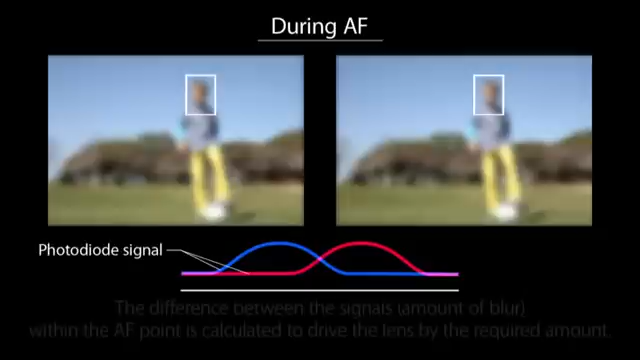 During AF
Photodiode signal
The difference between the signals (amount of blur)
within the AF point is calculated to drive the lens by the required amount.